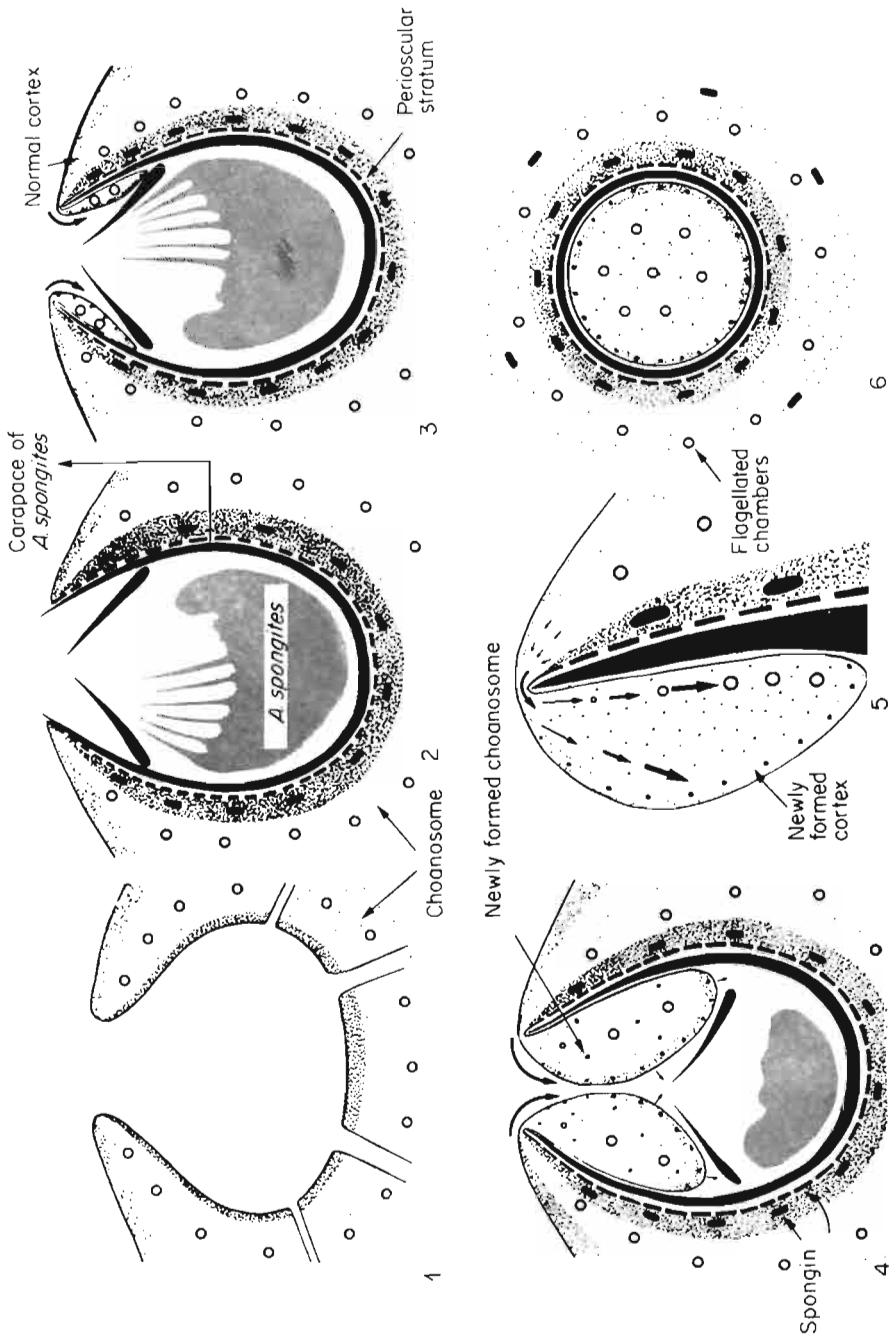 1
Choanosome
2
Carapace of
A. spongites
A. spongites
3
Normal cortex
Perioscular
stratum
4
Spongin
Newly formed choanosome
5
Newly
formed
cortex
Flagellated
chambers
6